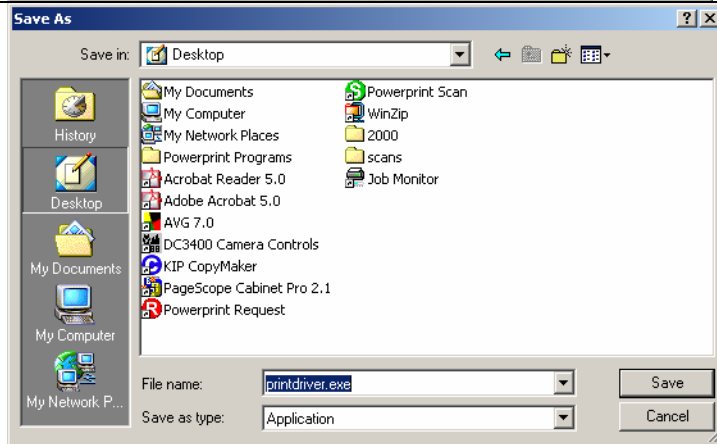 Save As
Save in: Desktop
History
Desktop
My Documents
My Computer
My Network P...
My Documents
My Computer
My Network Places
Powerprint Programs
Acrobat Reader 5.0
Adobe Acrobat 5.0
AVG 7.0
DC3400 Camera Controls
KIP CopyMaker
PageScope Cabinet Pro 2.1
Powerprint Request
Powerprint Scan
WinZip
2000
scans
Job Monitor
File name: printdriver.exe Save
Save as type: Application Cancel